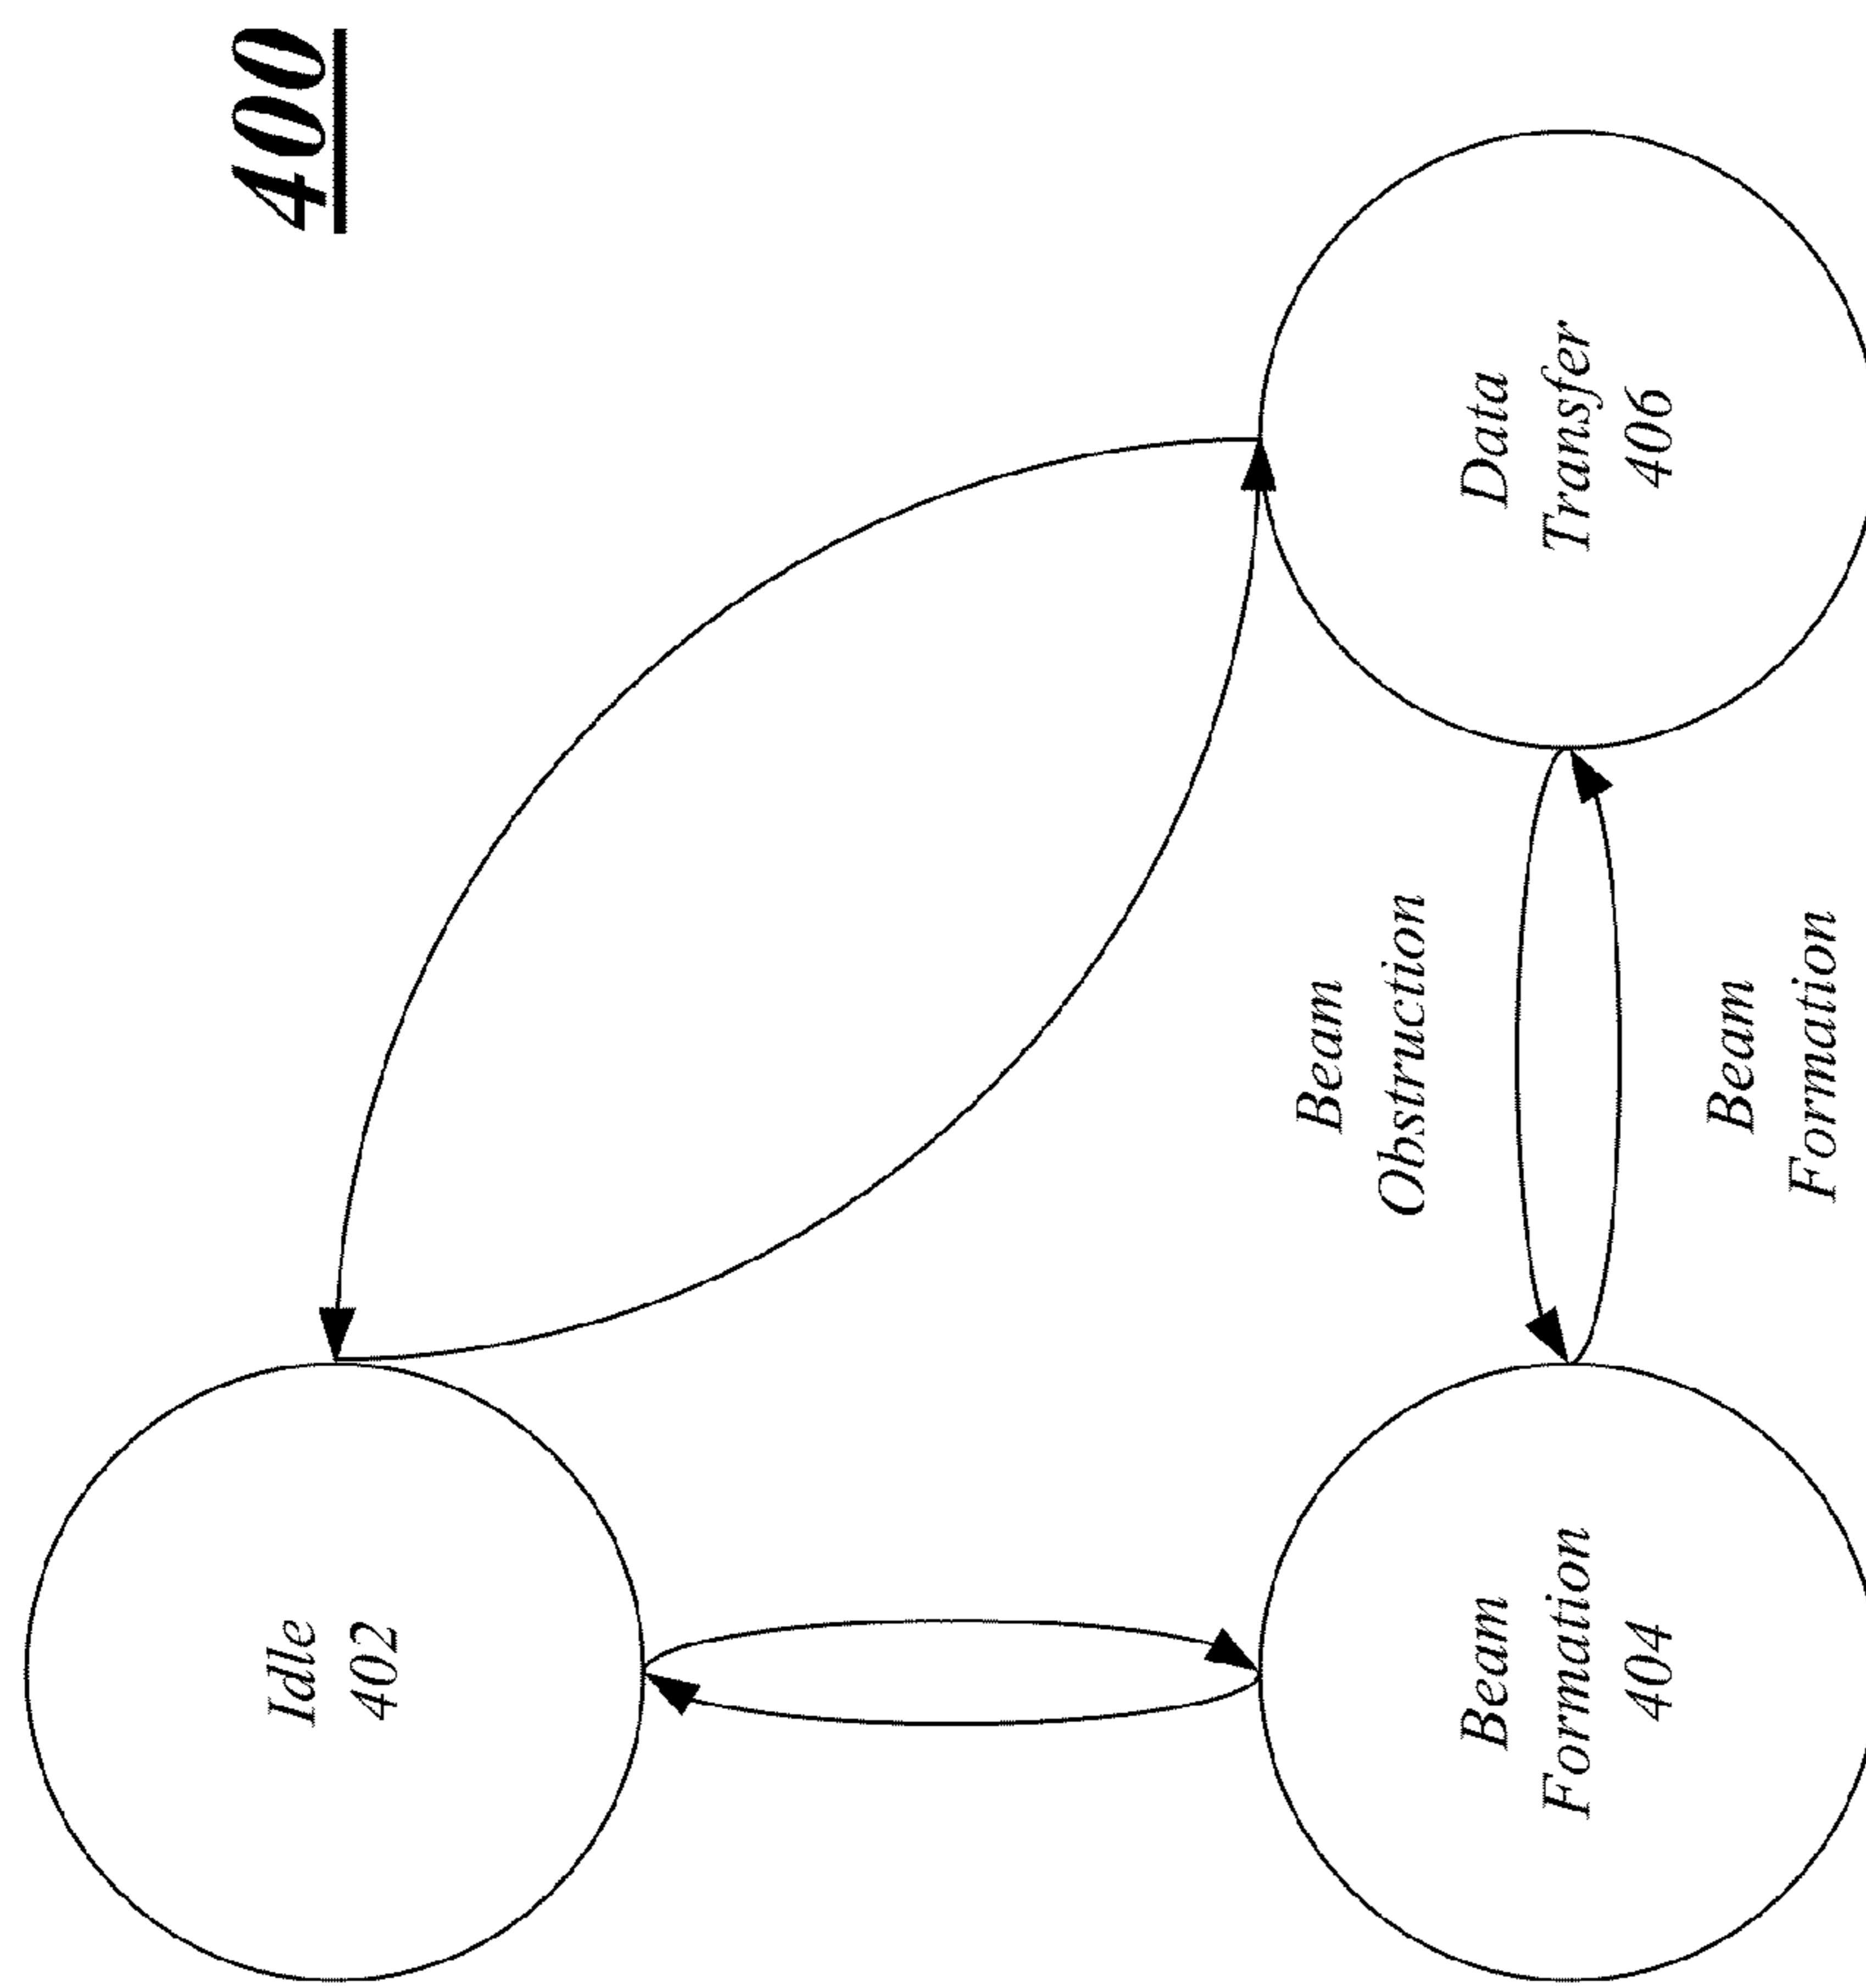 400
Idle
402
Beam
Obstruction
Data
Transfer
406
Beam
Formation
404
Beam
Formation